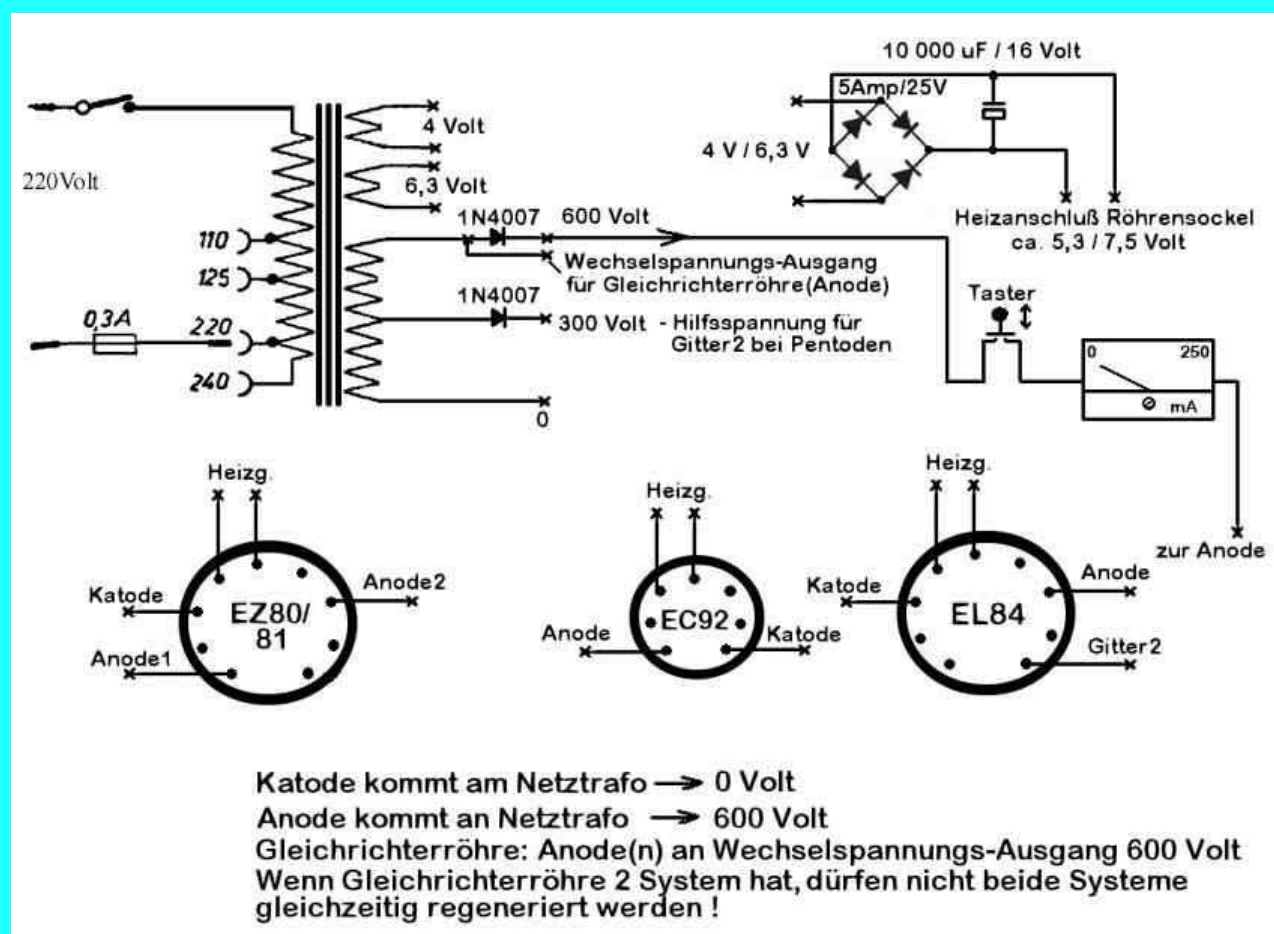 10 000 uF / 16 Volt
5Amp/25V
4 Volt
4 V / 6,3 V
220Volt
6,3 Volt
1N4007
600 Volt
Heizanschluß Röhrensockel
ca. 5,3 / 7,5 Volt
110
Wechselspannungs-Ausgang
für Gleichrichterröhre(Anode)
125
1N4007
Taster
0,3A
220
300 Volt - Hilfsspannung für
Gitter2 bei Pentoden
0
250
240
mA
0
Heizg.
Heizg.
Heizg.
zur Anode
Katode
Anode2
EZ80/
81
Anode1
Anode
EC92
Katode
Katode
Anode
EL84
Gitter2
Katode kommt am Netztrafo → 0 Volt
Anode kommt an Netztrafo → 600 Volt
Gleichrichterröhre: Anode(n) an Wechselspannungs-Ausgang 600 Volt
Wenn Gleichrichterröhre 2 System hat, dürfen nicht beide Systeme
gleichzeitig regeneriert werden !